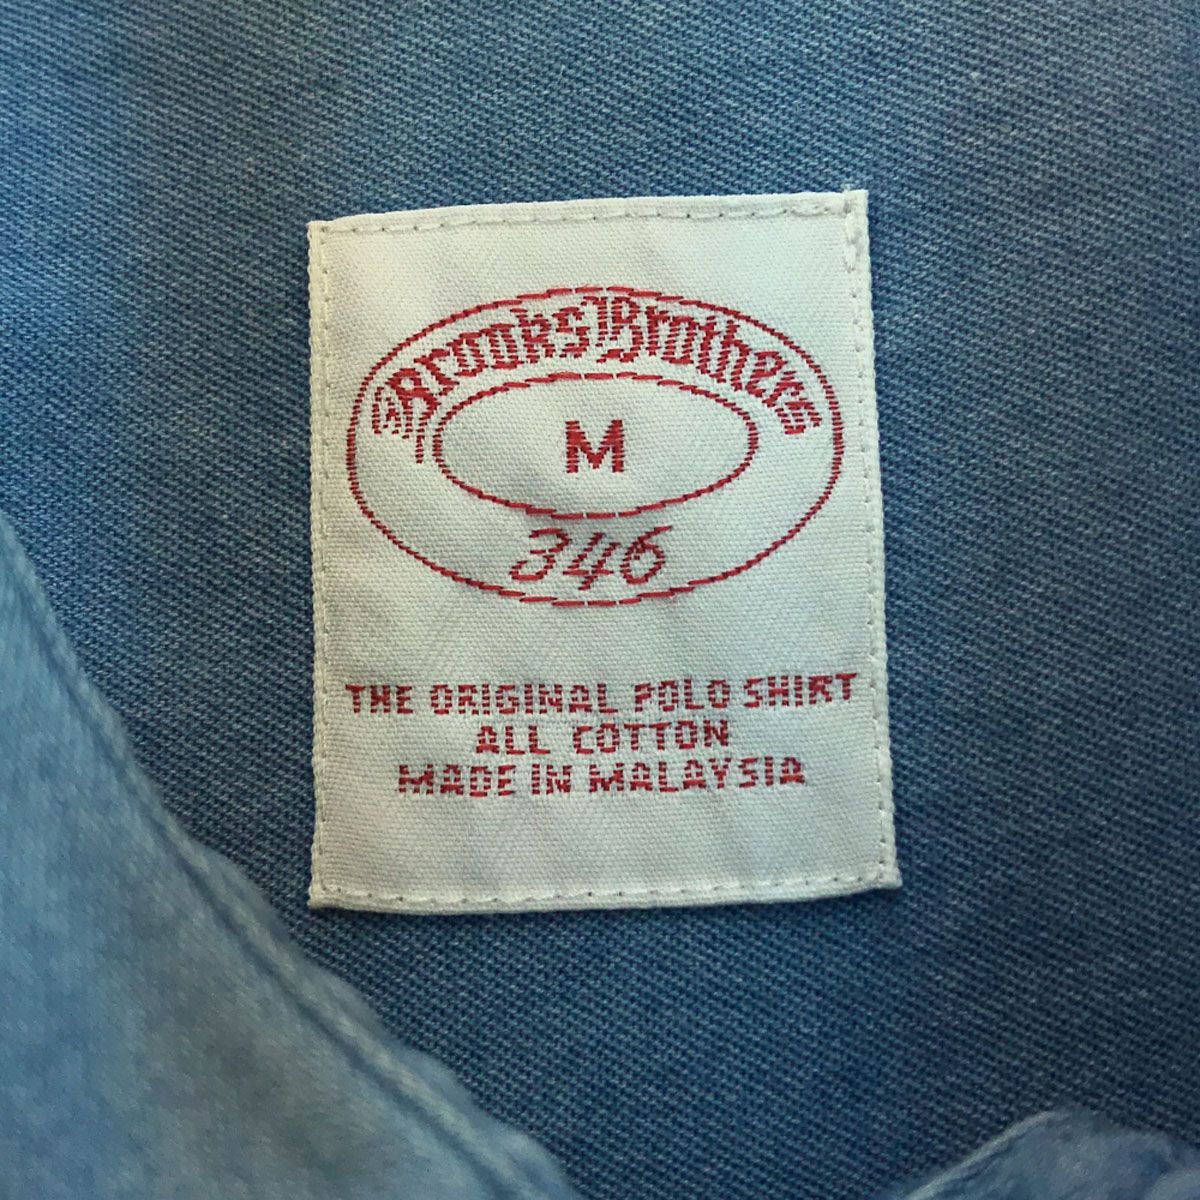 Brooks Brothers
M
346
THE ORIGINAL POLO SHIRT
ALL COTTON
MADE IN MALAYSIA